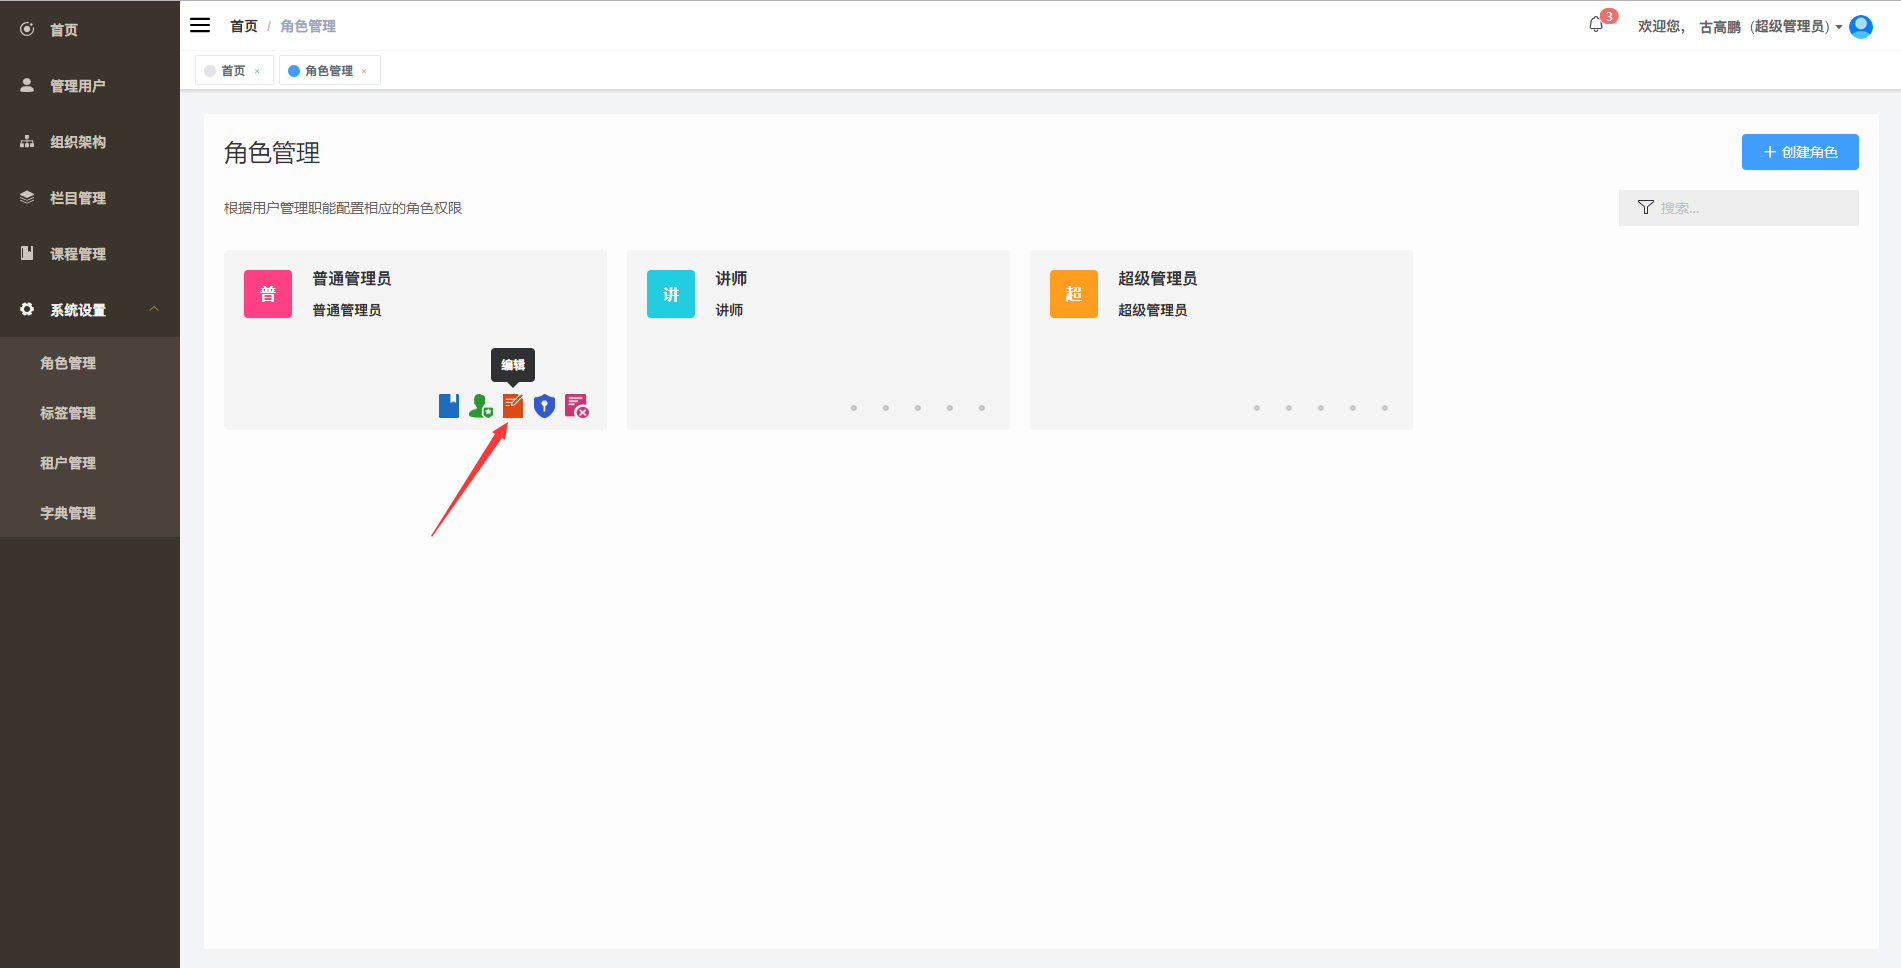 首页
管理用户
组织架构
栏目管理
课程管理
系统设置
角色管理
标签管理
租户管理
字典管理
首页 / 角色管理
3
欢迎您， 古高鹏（超级管理员）
首页 ×
角色管理 ×
角色管理
+ 创建角色
根据用户管理职能配置相应的角色权限
搜索...
普
普通管理员
普通管理员
编辑
讲
讲师
讲师
超
超级管理员
超级管理员